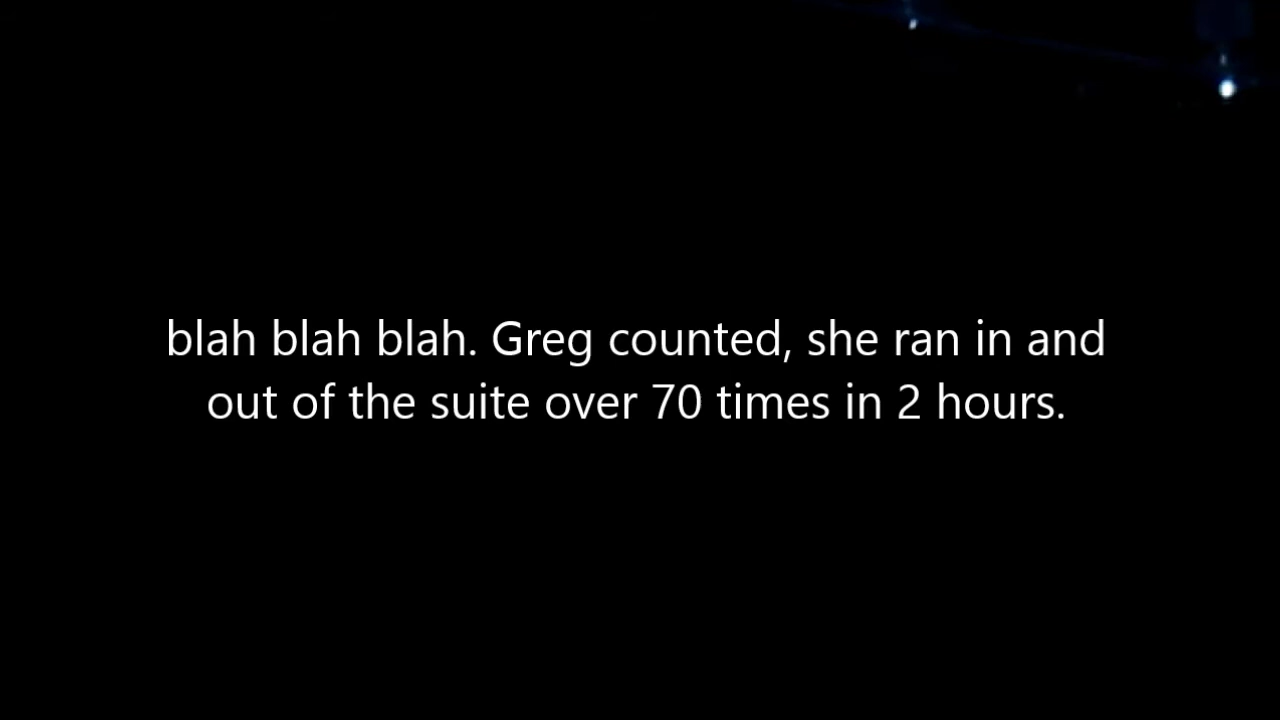 blah blah blah. Greg counted, she ran in and
out of the suite over 70 times in 2 hours.